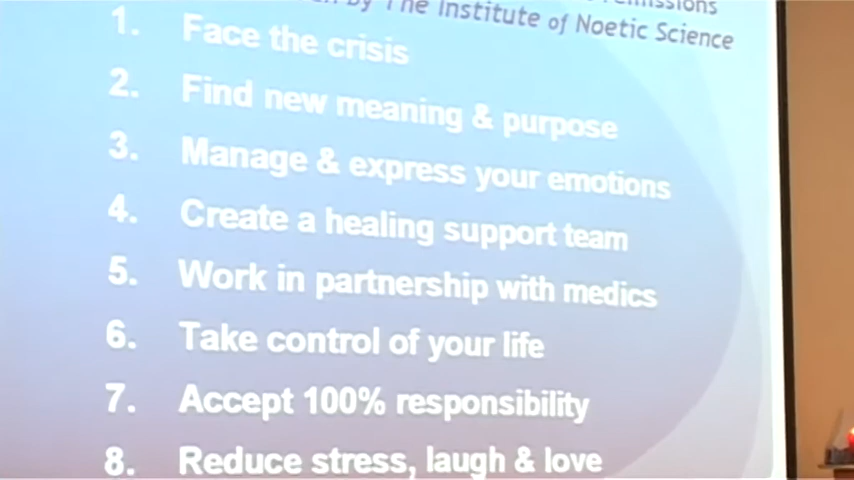 by The Institute of Noetic Science
1. Face the crisis
2. Find new meaning & purpose
3. Manage & express your emotions
4. Create a healing support team
5. Work in partnership with medics
6. Take control of your life
7. Accept 100% responsibility
8. Reduce stress, laugh & love